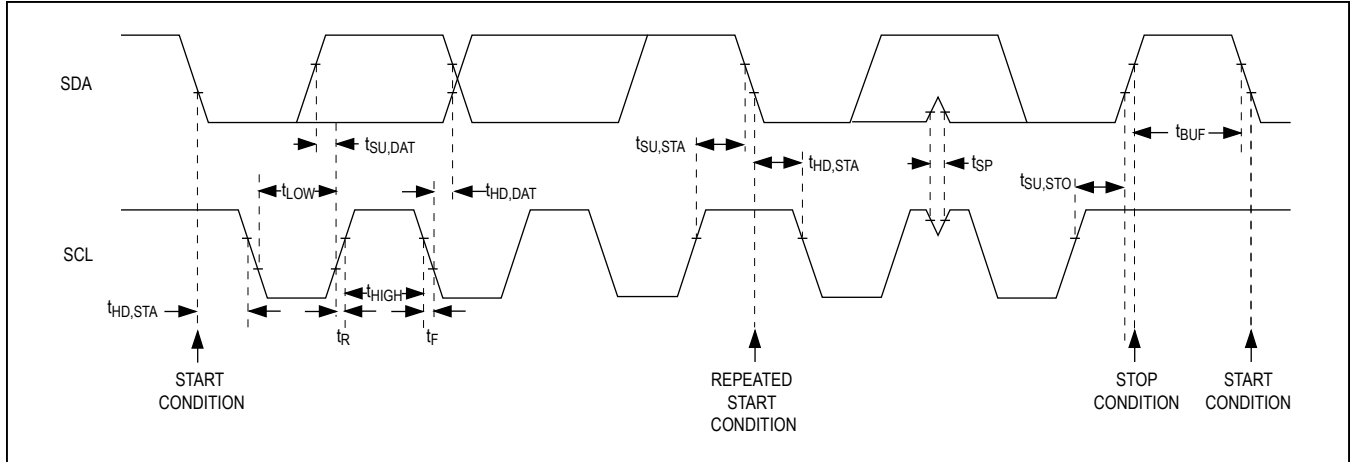 SDA
tSU,DAT
tSU,STA
tBUF
tHD,STA
tSP
tLOW
tHD,DAT
tSU,STO
SCL
tHIGH
tHD,STA
tR
tF
START
CONDITION
REPEATED
START
CONDITION
STOP
CONDITION
START
CONDITION